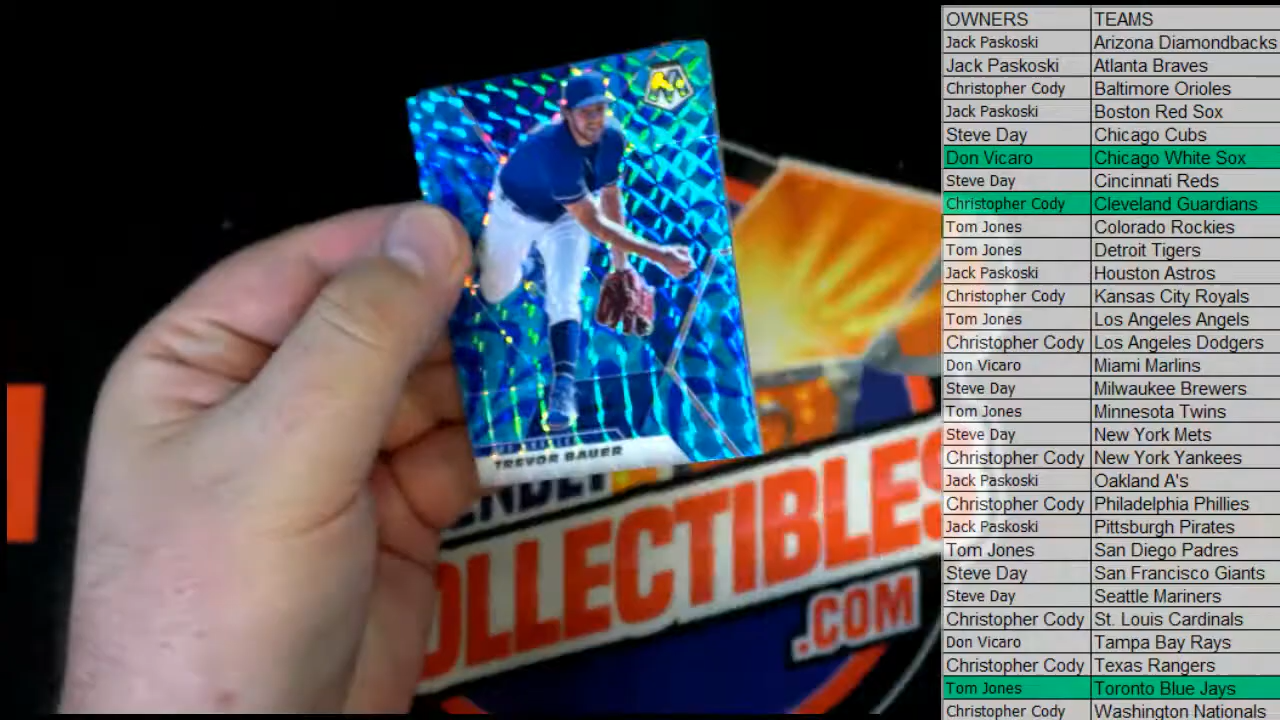 OWNERS TEAMS
Jack Paskoski Arizona Diamondbacks
Jack Paskoski Atlanta Braves
Christopher Cody Baltimore Orioles
Jack Paskoski Boston Red Sox
Steve Day Chicago Cubs
Don Vicaro Chicago White Sox
Steve Day Cincinnati Reds
Christopher Cody Cleveland Guardians
Tom Jones Colorado Rockies
Tom Jones Detroit Tigers
Jack Paskoski Houston Astros
Christopher Cody Kansas City Royals
Tom Jones Los Angeles Angels
Christopher Cody Los Angeles Dodgers
Don Vicaro Miami Marlins
Steve Day Milwaukee Brewers
Tom Jones Minnesota Twins
Steve Day New York Mets
Christopher Cody New York Yankees
Jack Paskoski Oakland A's
Christopher Cody Philadelphia Phillies
Jack Paskoski Pittsburgh Pirates
Tom Jones San Diego Padres
Steve Day San Francisco Giants
Steve Day Seattle Mariners
Christopher Cody St. Louis Cardinals
Don Vicaro Tampa Bay Rays
Christopher Cody Texas Rangers
Tom Jones Toronto Blue Jays
Christopher Cody Washington Nationals
TREVOR BAUER
OLLECTIBLES
.COM